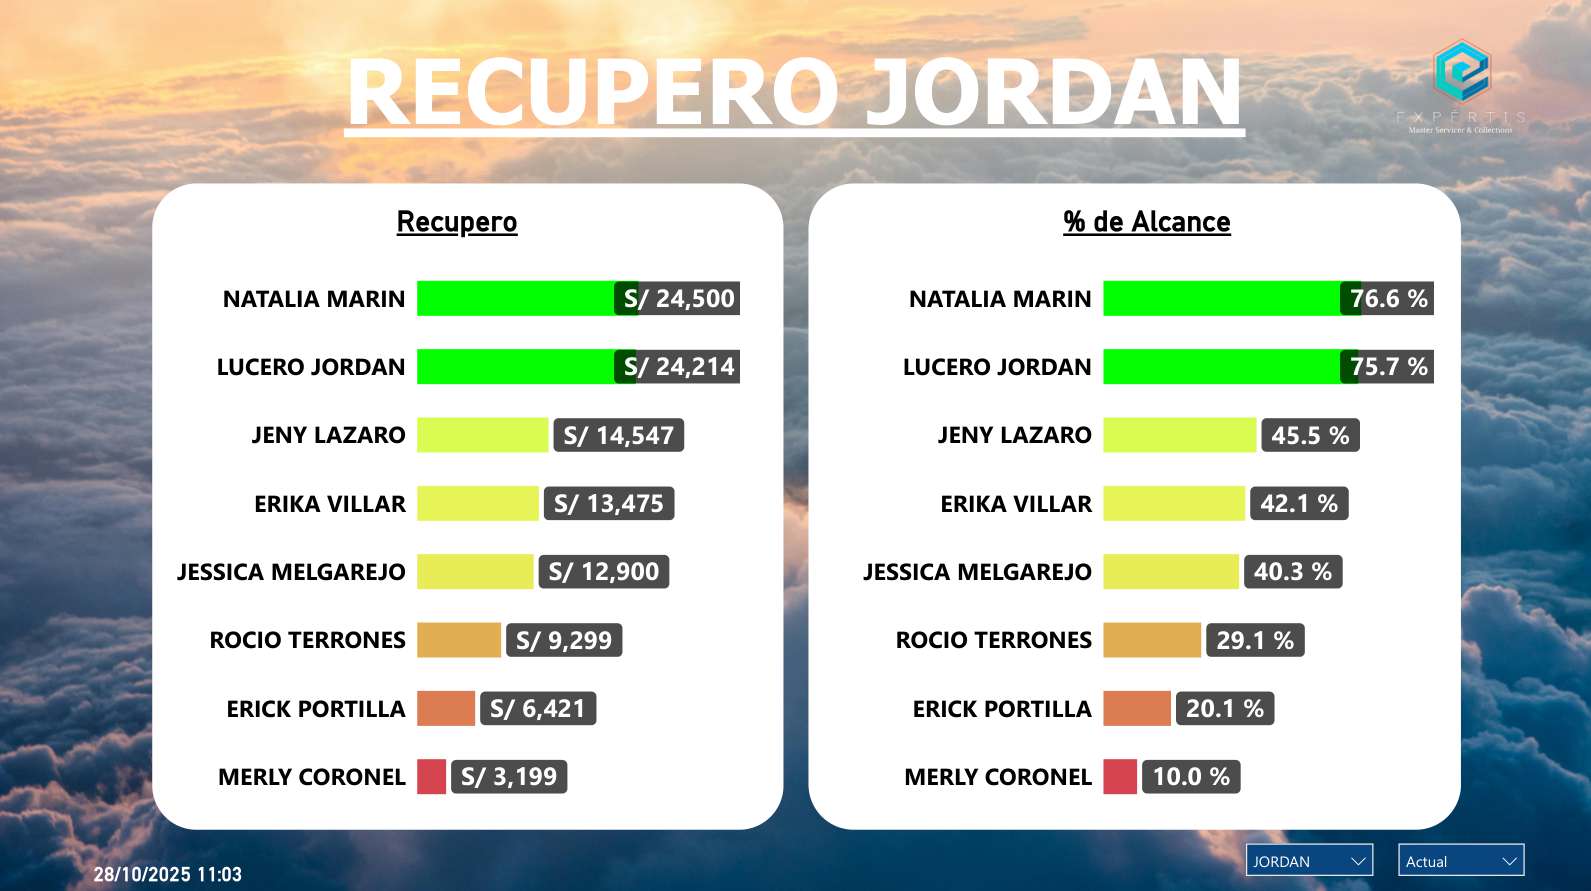 RECUPERO JORDAN
EXPERTIS
Master Servicer & Collections
Recupero
NATALIA MARIN S/ 24,500
LUCERO JORDAN S/ 24,214
JENY LAZARO S/ 14,547
ERIKA VILLAR S/ 13,475
JESSICA MELGAREJO S/ 12,900
ROCIO TERRONES S/ 9,299
ERICK PORTILLA S/ 6,421
MERLY CORONEL S/ 3,199
% de Alcance
NATALIA MARIN 76.6 %
LUCERO JORDAN 75.7 %
JENY LAZARO 45.5 %
ERIKA VILLAR 42.1 %
JESSICA MELGAREJO 40.3 %
ROCIO TERRONES 29.1 %
ERICK PORTILLA 20.1 %
MERLY CORONEL 10.0 %
28/10/2025 11:03
JORDAN
Actual